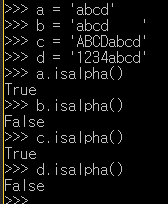 >>> a = 'abcd'
>>> b = 'abcd    '
>>> c = 'ABCDabcd'
>>> d = '1234abcd'
>>> a.isalpha()
True
>>> b.isalpha()
False
>>> c.isalpha()
True
>>> d.isalpha()
False
>>>